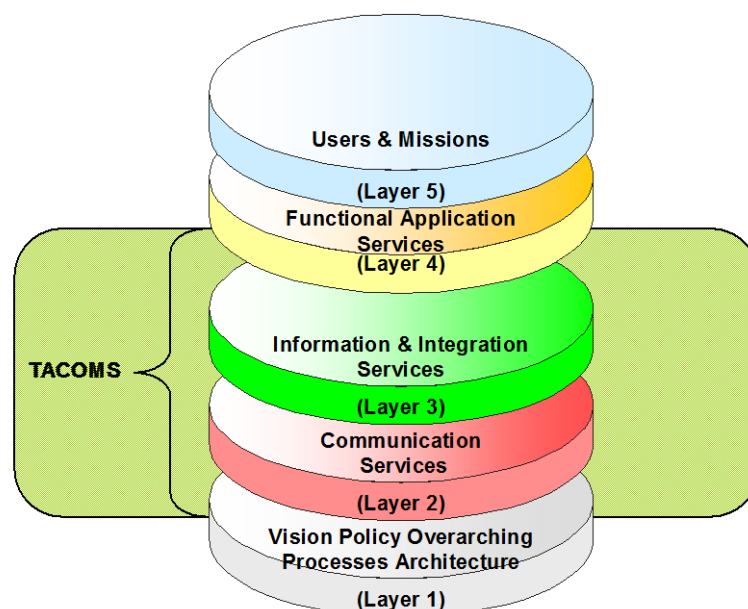 Users & Missions
(Layer 5)
Functional Application
Services
(Layer 4)
TACOMS
Information & Integration
Services
(Layer 3)
Communication
Services
(Layer 2)
Vision Policy Overarching
Processes Architecture
(Layer 1)